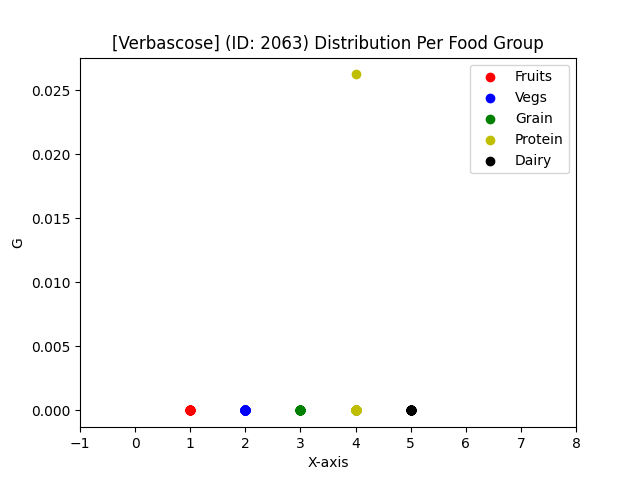 [Verbascose] (ID: 2063) Distribution Per Food Group
G
0.025
0.020
0.015
0.010
0.005
0.000
Fruits
Vegs
Grain
Protein
Dairy
−1 0 1 2 3 4 5 6 7 8
X-axis